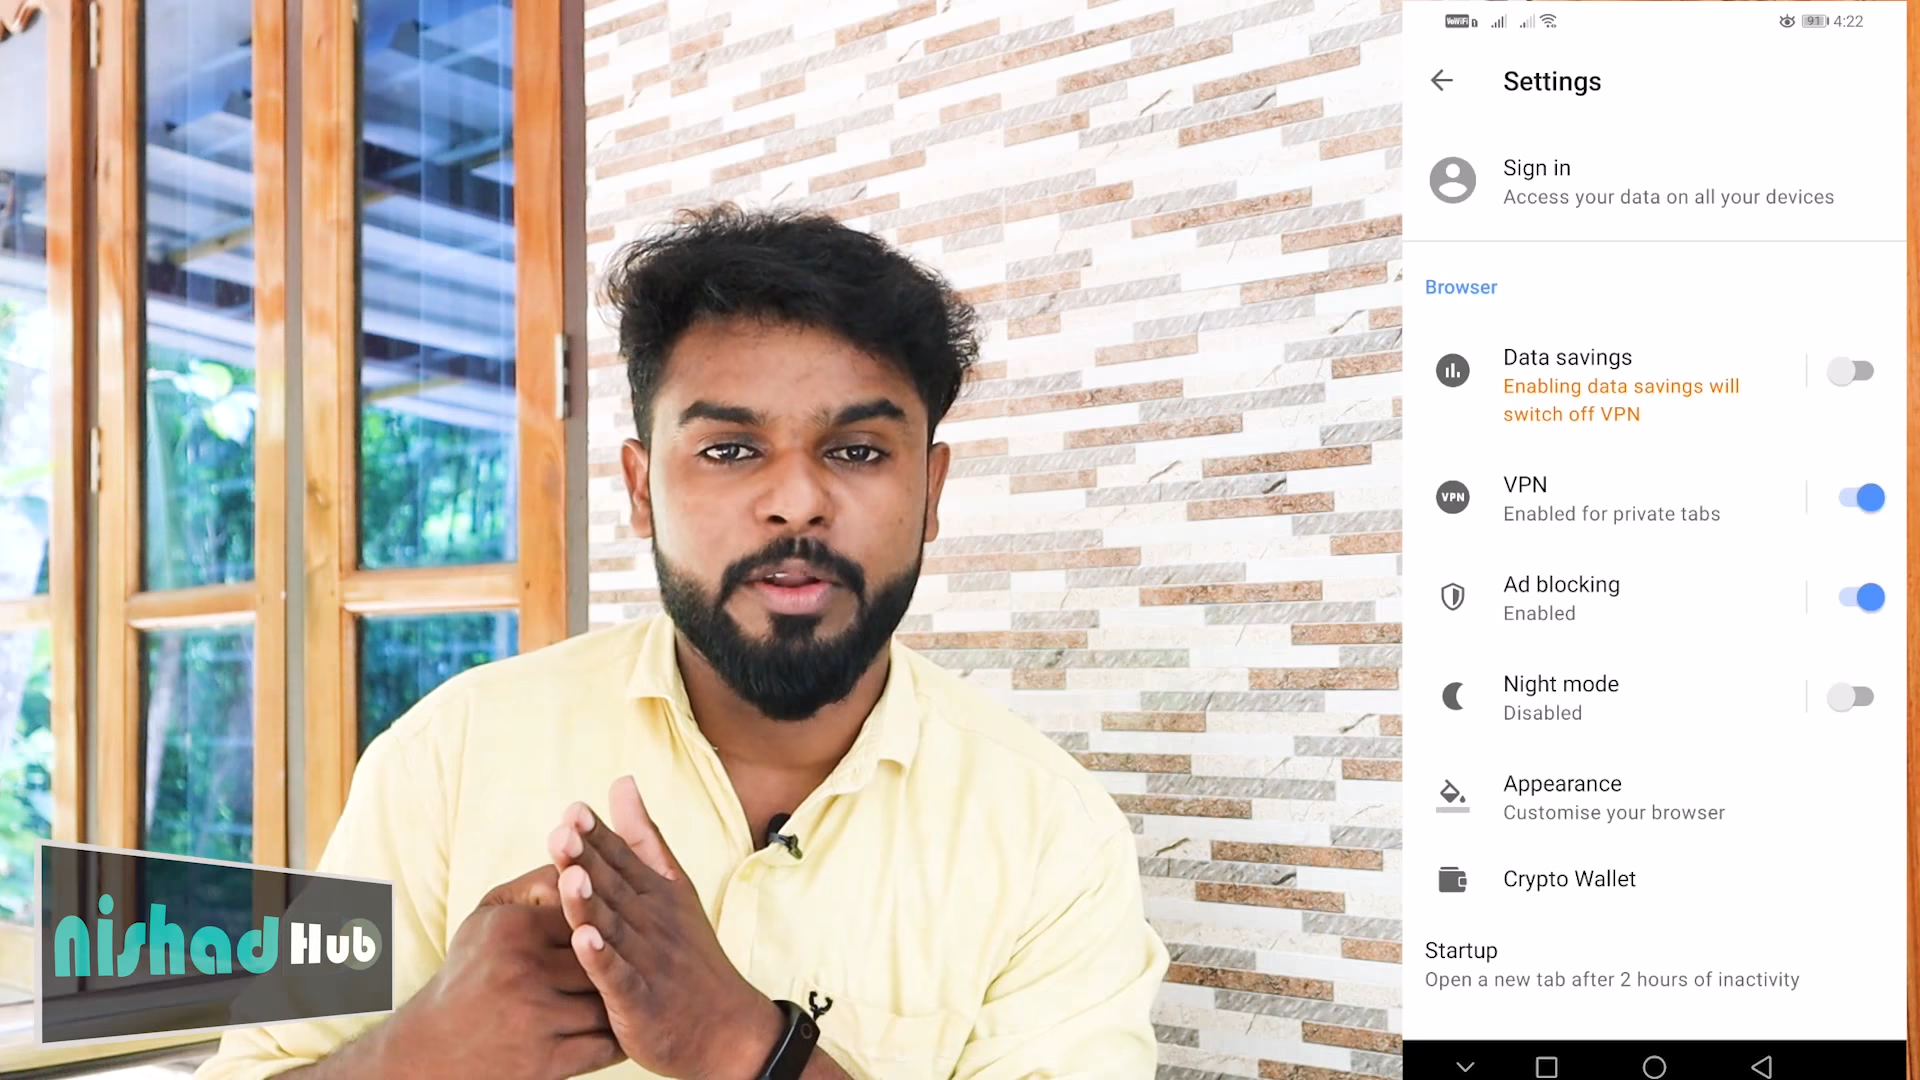 VoWiFi 91 4:22
Settings
Sign in
Access your data on all your devices
Browser
Data savings
Enabling data savings will
switch off VPN
VPN
VPN
Enabled for private tabs
Ad blocking
Enabled
Night mode
Disabled
Appearance
Customise your browser
Crypto Wallet
Startup
Open a new tab after 2 hours of inactivity
nishad Hub